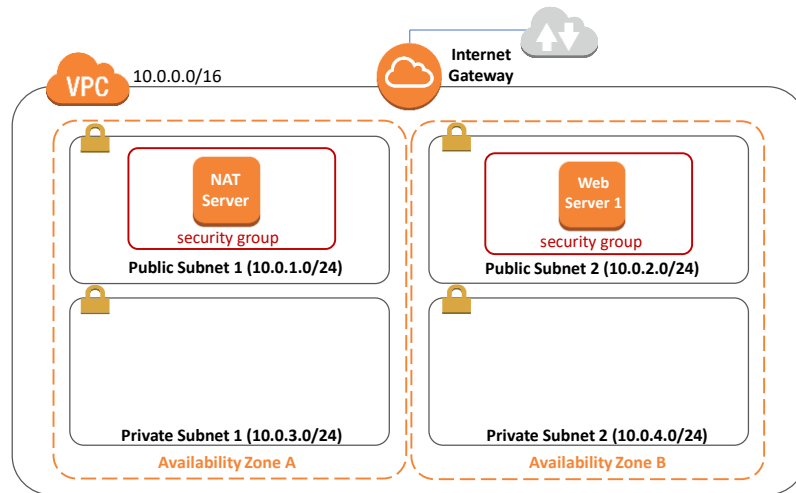 Internet
Gateway
VPC
10.0.0.0/16
NAT
Server
security group
Public Subnet 1 (10.0.1.0/24)
Web
Server 1
security group
Public Subnet 2 (10.0.2.0/24)
Private Subnet 1 (10.0.3.0/24)
Private Subnet 2 (10.0.4.0/24)
Availability Zone A
Availability Zone B